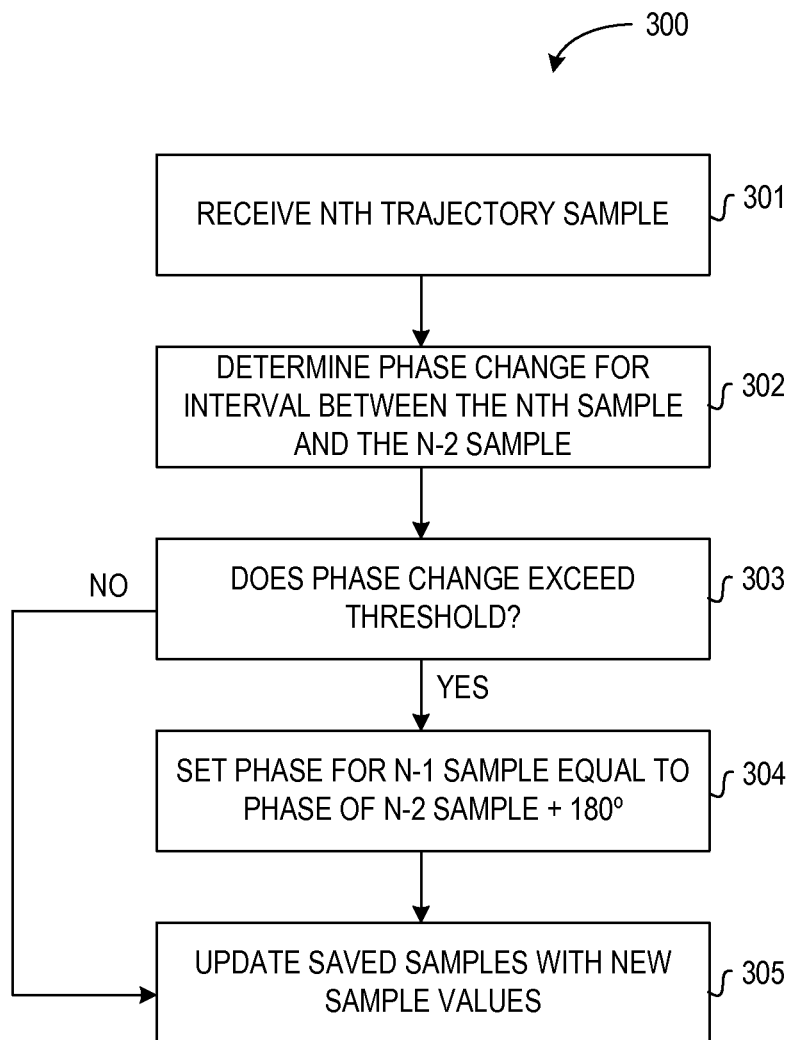 300
RECEIVE NTH TRAJECTORY SAMPLE
301
DETERMINE PHASE CHANGE FOR
INTERVAL BETWEEN THE NTH SAMPLE
AND THE N-2 SAMPLE
302
DOES PHASE CHANGE EXCEED
THRESHOLD?
303
NO
YES
SET PHASE FOR N-1 SAMPLE EQUAL TO
PHASE OF N-2 SAMPLE + 180º
304
UPDATE SAVED SAMPLES WITH NEW
SAMPLE VALUES
305